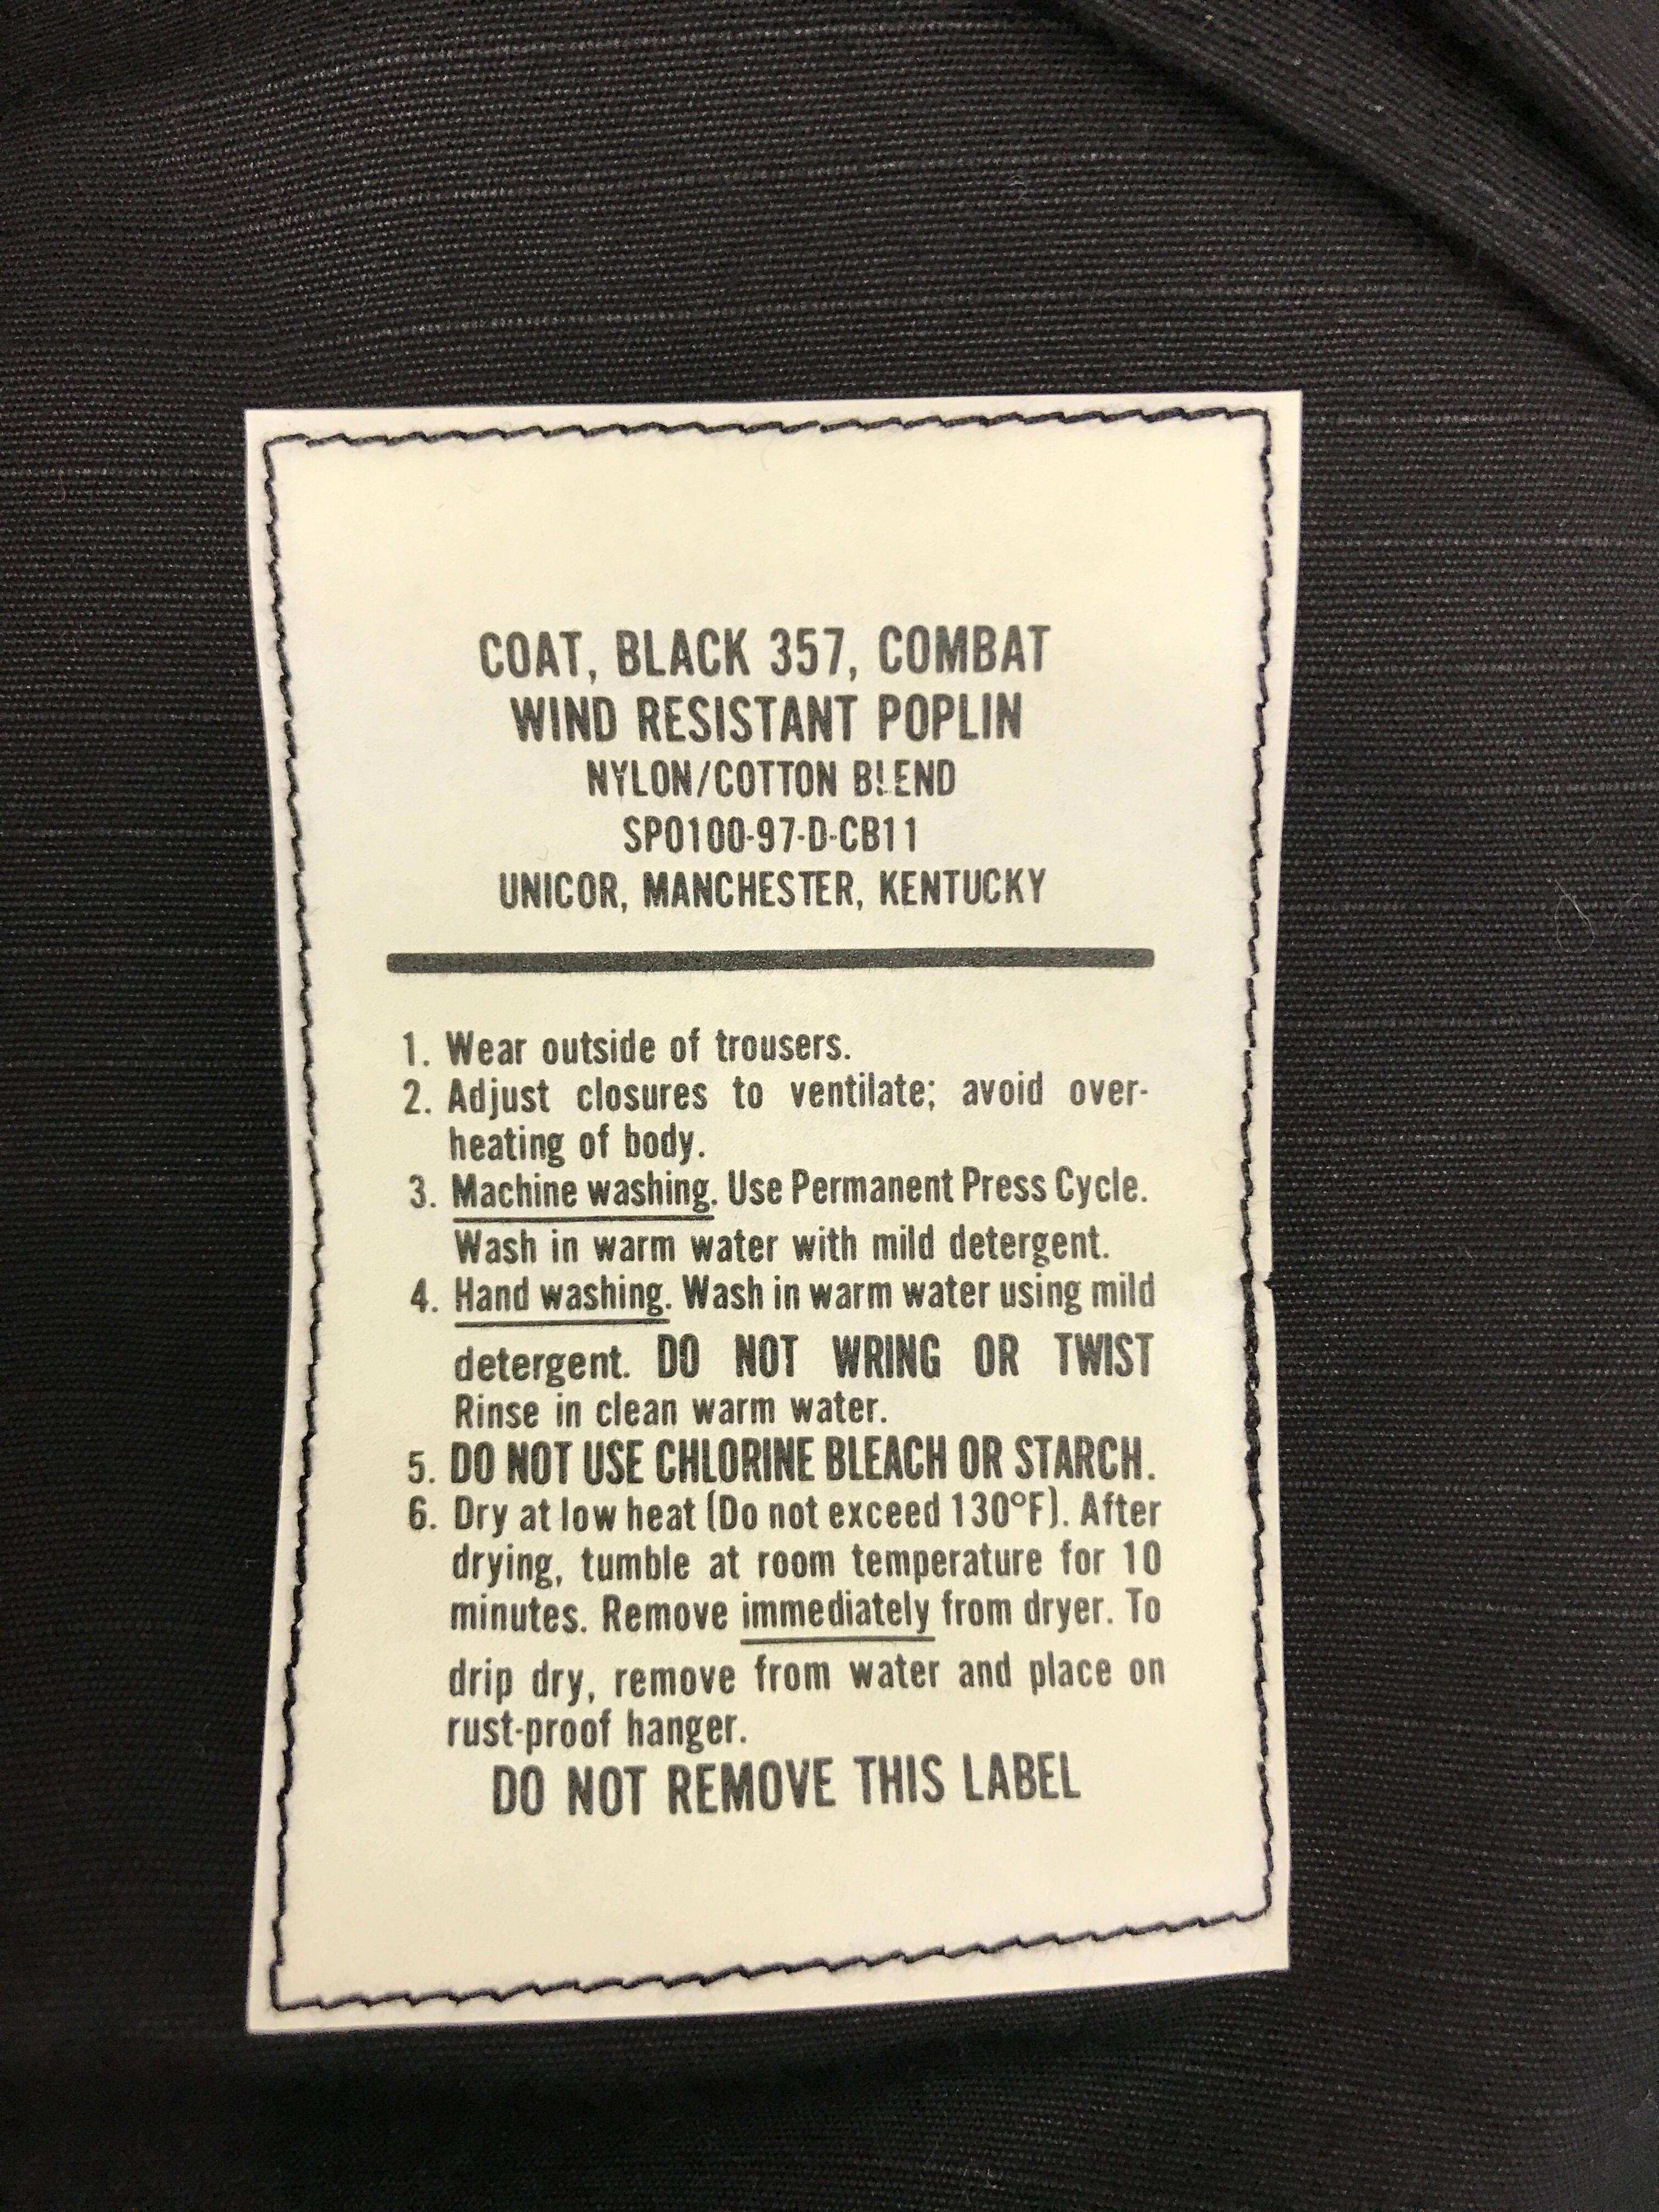 COAT, BLACK 357, COMBAT
WIND RESISTANT POPLIN
NYLON/COTTON BLEND
SPO100-97-D-CB11
UNICOR, MANCHESTER, KENTUCKY
1. Wear outside of trousers.
2. Adjust closures to ventilate; avoid over-
heating of body.
3. Machine washing. Use Permanent Press Cycle.
Wash in warm water with mild detergent.
4. Hand washing. Wash in warm water using mild
detergent. DO NOT WRING OR TWIST
Rinse in clean warm water.
5. DO NOT USE CHLORINE BLEACH OR STARCH.
6. Dry at low heat (Do not exceed 130°F). After
drying, tumble at room temperature for 10
minutes. Remove immediately from dryer. To
drip dry, remove from water and place on
rust-proof hanger.
DO NOT REMOVE THIS LABEL